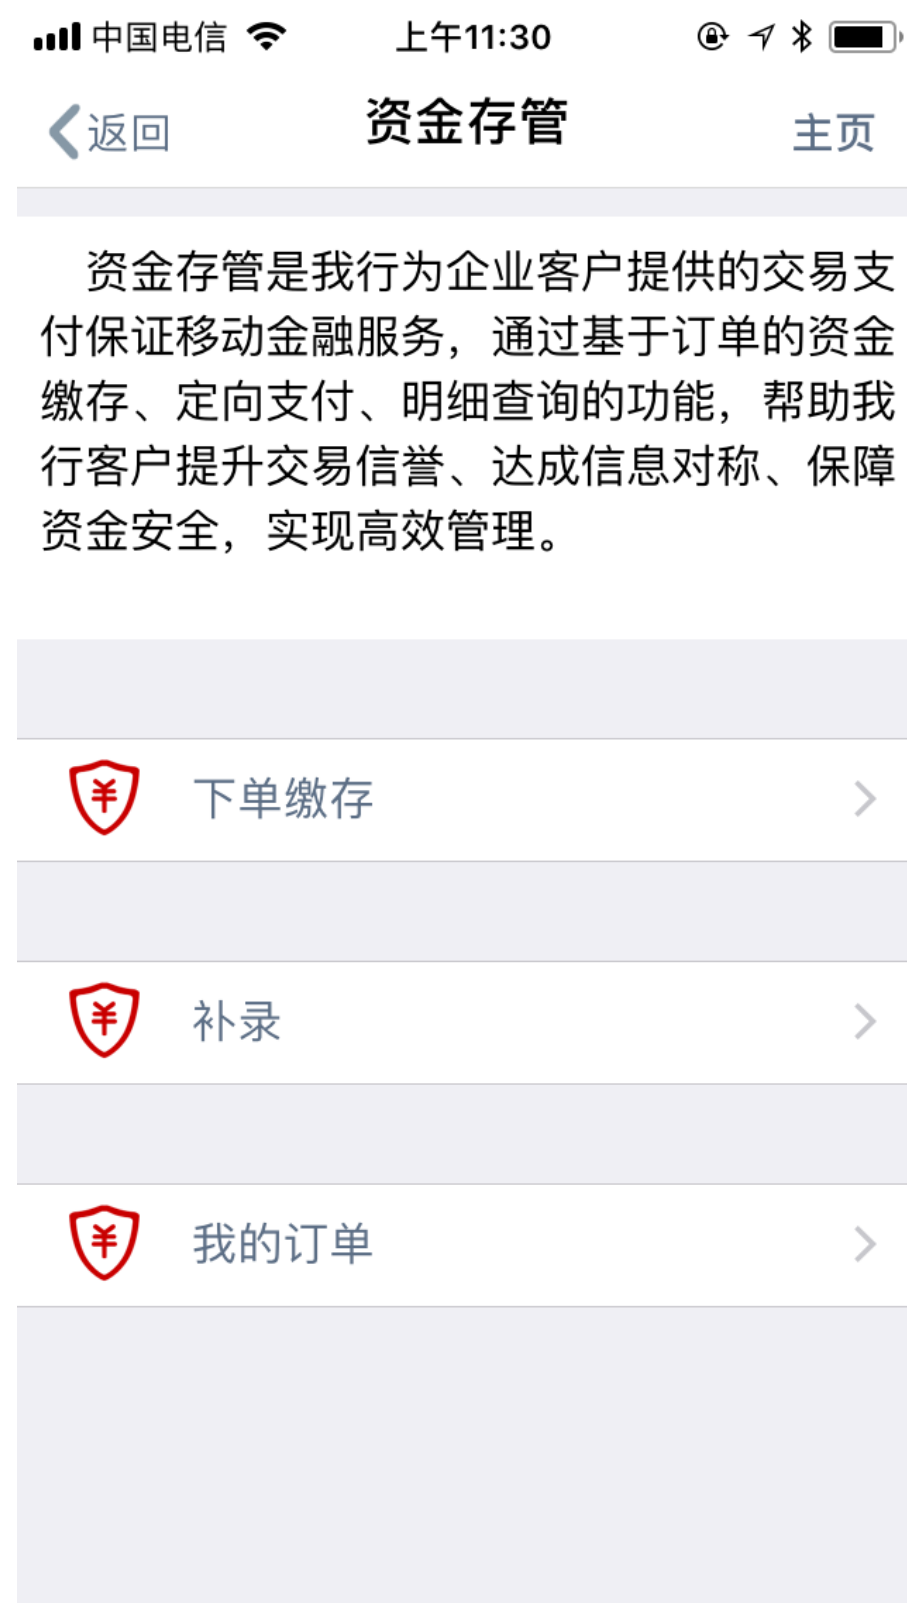 中国电信 上午11:30
返回 资金存管 主页
资金存管是我行为企业客户提供的交易支
付保证移动金融服务，通过基于订单的资金
缴存、定向支付、明细查询的功能，帮助我
行客户提升交易信誉、达成信息对称、保障
资金安全，实现高效管理。
下单缴存
补录
我的订单